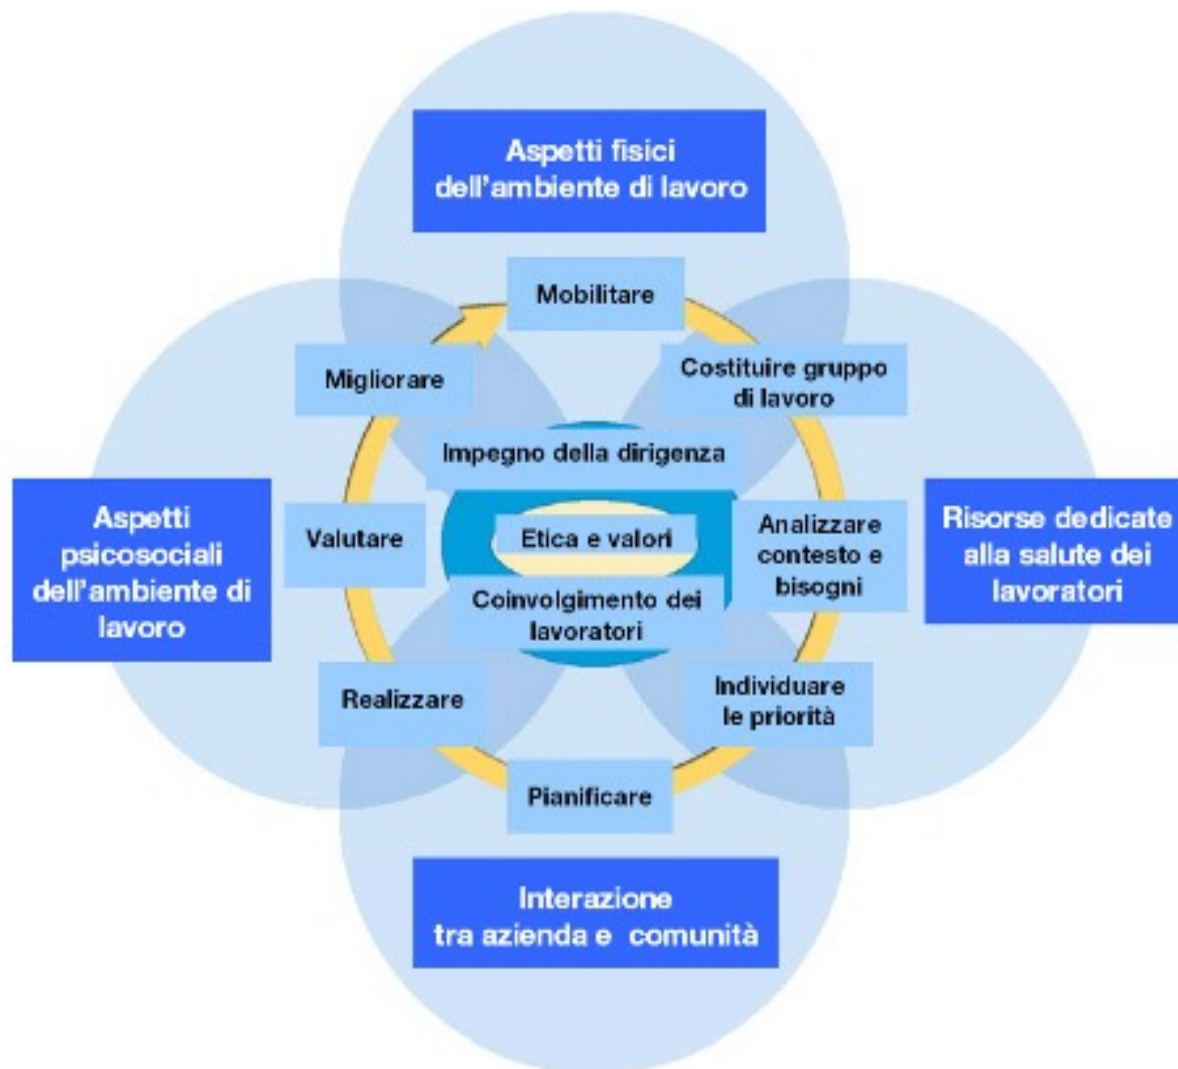 Aspetti fisici
dell'ambiente di lavoro
Mobilitare
Migliorare
Costituire gruppo
di lavoro
Impegno della dirigenza
Aspetti
psicosociali
dell'ambiente di
lavoro
Valutare
Etica e valori
Analizzare
contesto e
bisogni
Risorse dedicate
alla salute dei
lavoratori
Coinvolgimento dei
lavoratori
Realizzare
Individuare
le priorità
Pianificare
Interazione
tra azienda e comunità